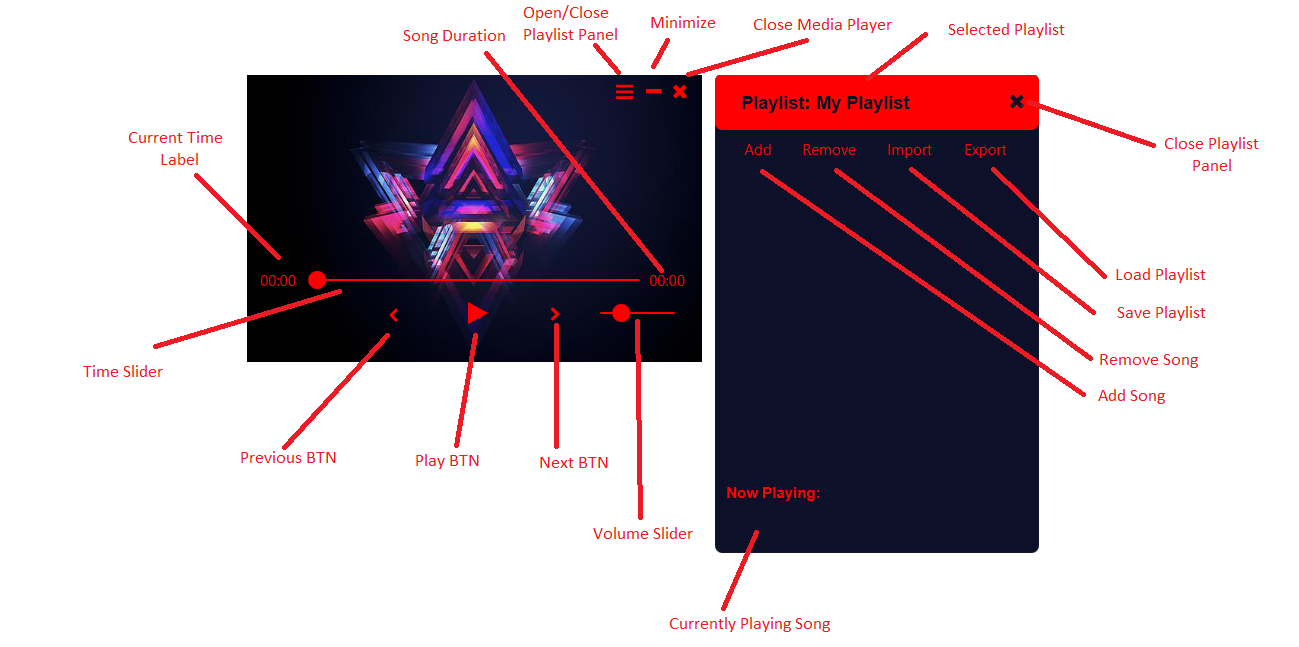 Open/Close
Playlist Panel
Song Duration
Minimize
Close Media Player
Selected Playlist
Playlist: My Playlist
Current Time
Label
Close Playlist
Panel
Add
Remove
Import
Export
00:00
00:00
Load Playlist
Save Playlist
Time Slider
Remove Song
Add Song
Previous BTN
Play BTN
Next BTN
Now Playing:
Volume Slider
Currently Playing Song